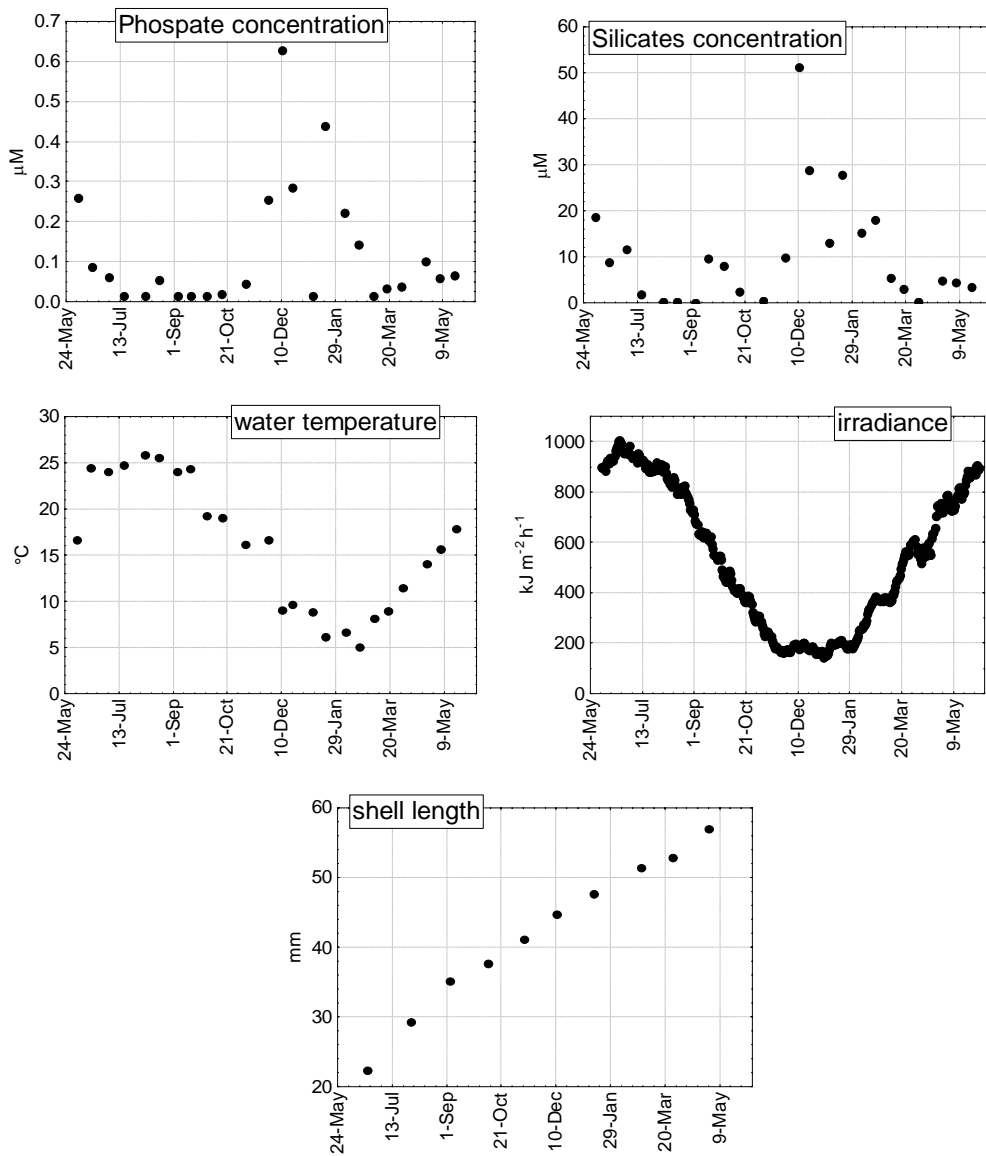 Phospate concentration
0.7
0.6
0.5
0.4
0.3
0.2
0.1
0.0
μM
24-May
13-Jul
1-Sep
21-Oct
10-Dec
29-Jan
20-Mar
9-May
Silicates concentration
60
50
40
30
20
10
0
μM
24-May
13-Jul
1-Sep
21-Oct
10-Dec
29-Jan
20-Mar
9-May
water temperature
30
25
20
15
10
5
0
°C
24-May
13-Jul
1-Sep
21-Oct
10-Dec
29-Jan
20-Mar
9-May
irradiance
1000
800
600
400
200
0
kJ m⁻² h⁻¹
24-May
13-Jul
1-Sep
21-Oct
10-Dec
29-Jan
20-Mar
9-May
shell length
60
50
40
30
20
mm
24-May
13-Jul
1-Sep
21-Oct
10-Dec
29-Jan
20-Mar
9-May